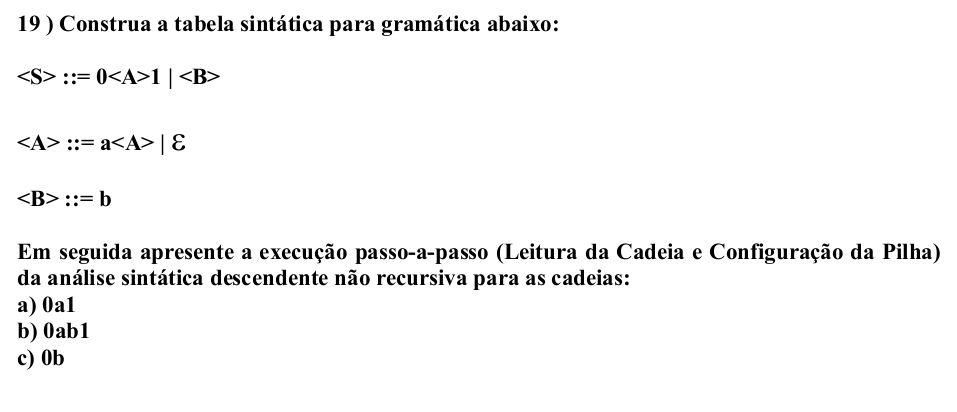 19 ) Construa a tabela sintática para gramática abaixo:
<S> ::= 0<A>1 | <B>
<A> ::= a<A> | ε
<B> ::= b
Em seguida apresente a execução passo-a-passo (Leitura da Cadeia e Configuração da Pilha)
da análise sintática descendente não recursiva para as cadeias:
a) 0a1
b) 0ab1
c) 0b